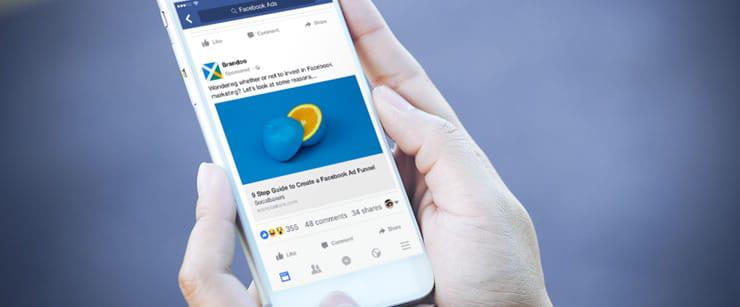 Facebook Ads
Like Comment Share
Brandoo
Sponsored
Wondering whether or not to invest in Facebook
marketing? Let's look at some reasons...
9 Step Guide to Create a Facebook Ad Funnel
Socialbakers
355 48 comments 34 shares
Like Comment Share